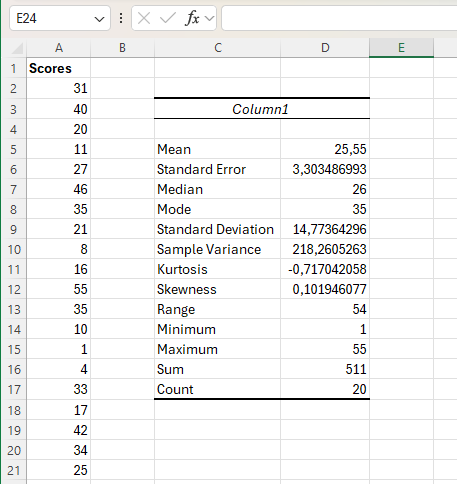 E24 fx
A B C D E
1 Scores
2 31
3 40 Column1
4 20
5 11 Mean 25,55
6 27 Standard Error 3,303486993
7 46 Median 26
8 35 Mode 35
9 21 Standard Deviation 14,77364296
10 8 Sample Variance 218,2605263
11 16 Kurtosis -0,717042058
12 55 Skewness 0,101946077
13 35 Range 54
14 10 Minimum 1
15 1 Maximum 55
16 4 Sum 511
17 33 Count 20
18 17
19 42
20 34
21 25